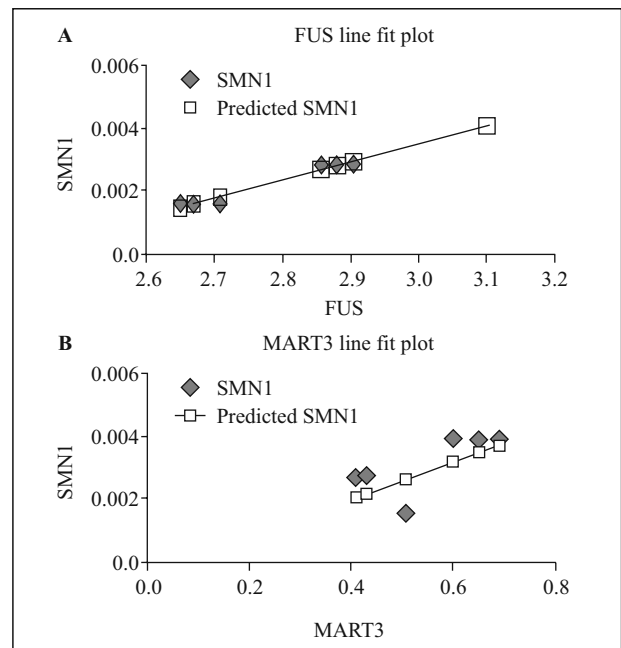 A FUS line fit plot
0.006
SMN1
Predicted SMN1
0.004
SMN1
0.002
0.0
2.6 2.7 2.8 2.9 3.0 3.1 3.2
FUS
B MART3 line fit plot
0.006
SMN1
Predicted SMN1
0.004
SMN1
0.002
0.0
0.0 0.2 0.4 0.6 0.8
MART3